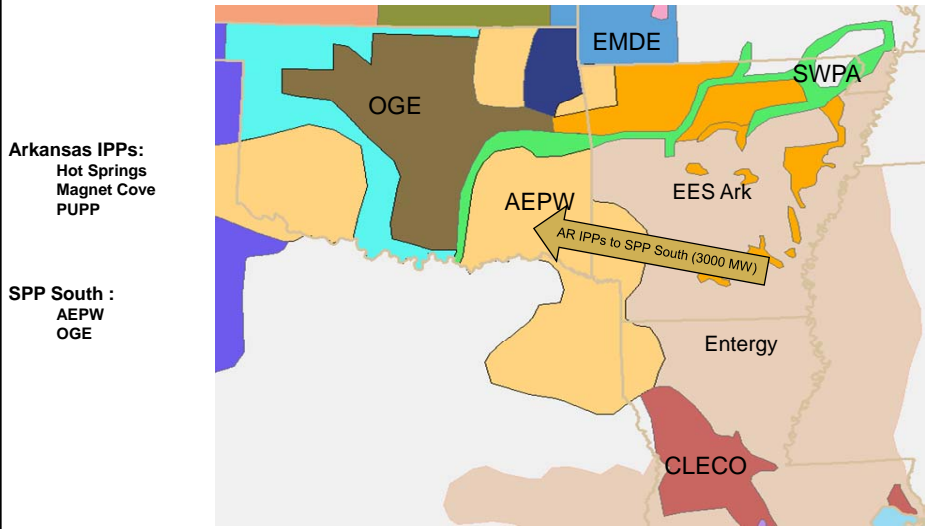 Arkansas IPPs:
Hot Springs
Magnet Cove
PUPP
SPP South :
AEPW
OGE
EMDE
SWPA
OGE
EES Ark
AEPW
AR IPPs to SPP South (3000 MW)
Entergy
CLECO